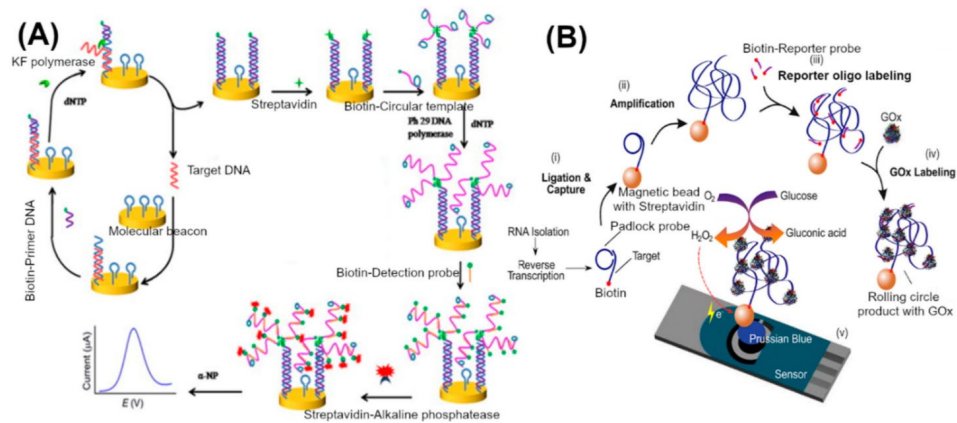 (A)
KF polymerase
dNTP
Target DNA
Molecular beacon
Biotin-Primer DNA
Streptavidin
Biotin-Circular template
Ph 29 DNA
polymerase
dNTP
Biotin-Detection probe
Streptavidin-Alkaline phosphatease
α-NP
Current (µA)
E (V)
(B)
Biotin-Reporter probe
(iii)
Reporter oligo labeling
(ii)
Amplification
GOx
(iv)
GOx Labeling
(i)
Ligation &
Capture
Magnetic bead
with Streptavidin
Padlock probe
RNA Isolation
Reverse
Transcription
Target
Biotin
O2
Glucose
H2O2
Gluconic acid
Rolling circle
product with GOx
e-
Prussian Blue
Sensor
(v)